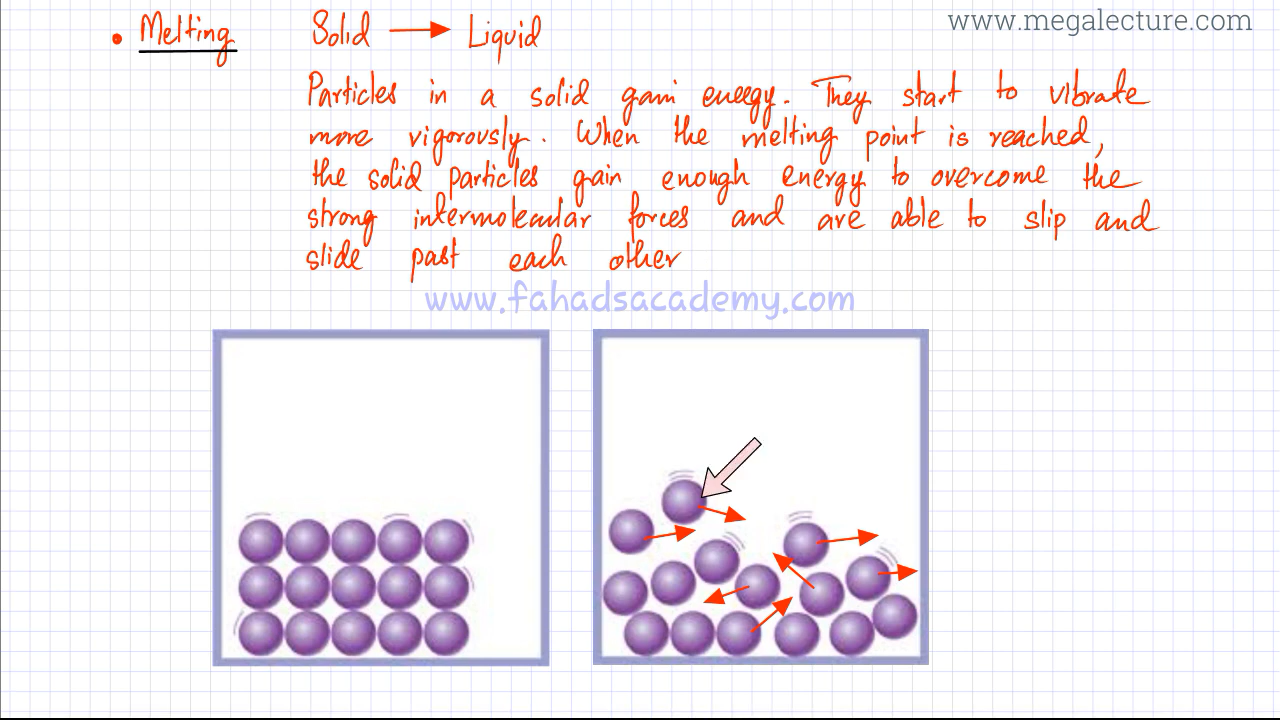 www.megalecture.com
• Melting Solid → Liquid
Particles in a solid gain energy. They start to vibrate
more vigorously. When the melting point is reached,
the solid particles gain enough energy to overcome the
strong intermolecular forces and are able to slip and
slide past each other
www.fahadsacademy.com